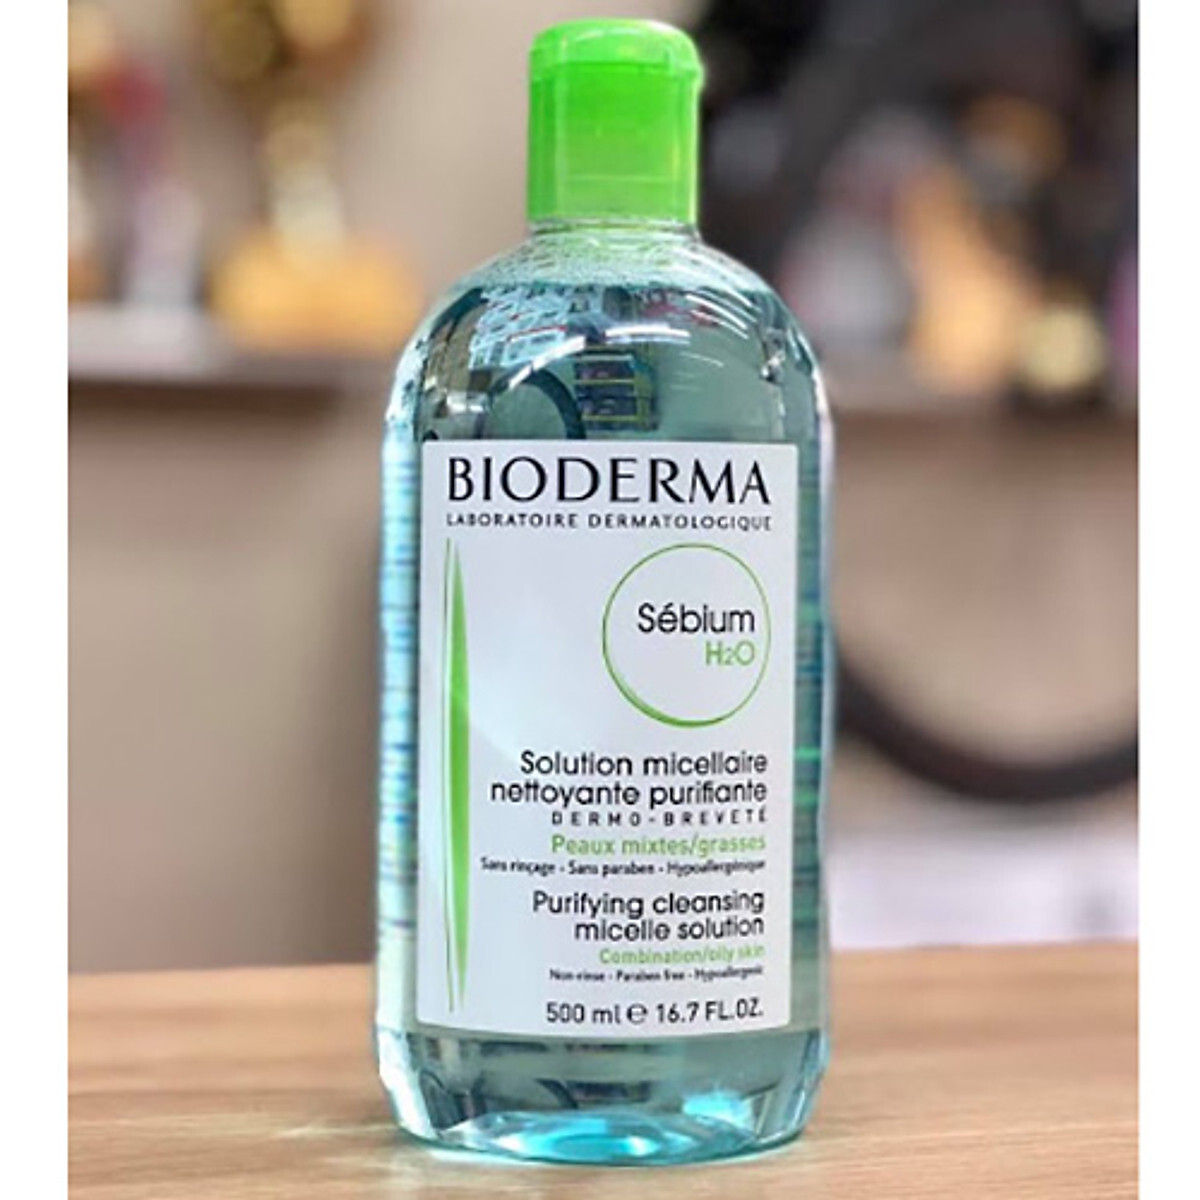 BIODERMA
LABORATOIRE DERMATOLOGIQUE
Sébium
H2O
Solution micellaire
nettoyante purifiante
DERMO-BREVETÉ
Peaux mixtes/grasses
Sans rinçage - Sans paraben - Hypoallergénique
Purifying cleansing
micelle solution
Combination/oily skin
Non-rinse - Paraben free - Hypoallergenic
500 ml ℮ 16.7 FL.OZ.